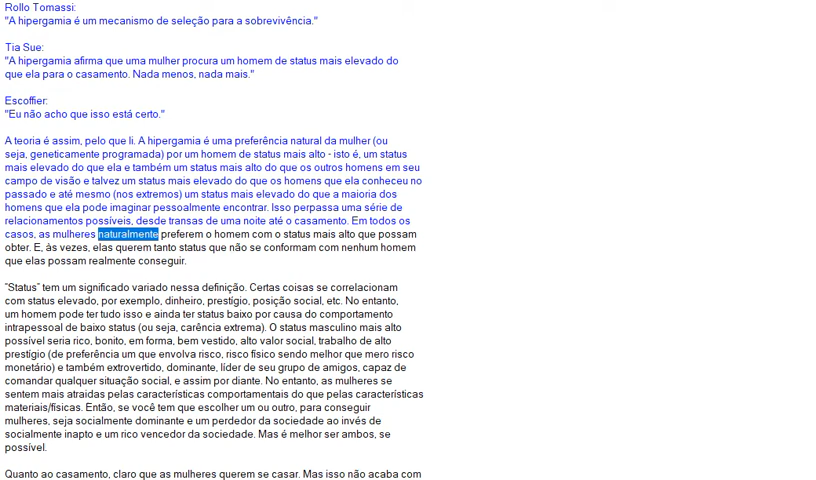 Rollo Tomassi:
"A hipergamia é um mecanismo de seleção para a sobrevivência."
Tia Sue:
"A hipergamia afirma que uma mulher procura um homem de status mais elevado do
que ela para o casamento. Nada menos, nada mais."
Escoffier:
"Eu não acho que isso está certo."
A teoria é assim, pelo que li. A hipergamia é uma preferência natural da mulher (ou
seja, geneticamente programada) por um homem de status mais alto - isto é, um status
mais elevado do que ela e também um status mais alto do que os outros homens em seu
campo de visão e talvez um status mais elevado do que os homens que ela conheceu no
passado e até mesmo (nos extremos) um status mais elevado do que a maioria dos
homens que ela pode imaginar pessoalmente encontrar. Isso perpassa uma série de
relacionamentos possíveis, desde transas de uma noite até o casamento. Em todos os
casos, as mulheres naturalmente preferem o homem com o status mais alto que possam
obter. E, às vezes, elas querem tanto status que não se conformam com nenhum homem
que elas possam realmente conseguir.
"Status" tem um significado variado nessa definição. Certas coisas se correlacionam
com status elevado, por exemplo, dinheiro, prestígio, posição social, etc. No entanto,
um homem pode ter tudo isso e ainda ter status baixo por causa do comportamento
intrapessoal de baixo status (ou seja, carência extrema). O status masculino mais alto
possível seria rico, bonito, em forma, bem vestido, alto valor social, trabalho de alto
prestígio (de preferência um que envolva risco, risco físico sendo melhor que mero risco
monetário) e também extrovertido, dominante, líder de seu grupo de amigos, capaz de
comandar qualquer situação social, e assim por diante. No entanto, as mulheres se
sentem mais atraidas pelas características comportamentais do que pelas características
materiais/físicas. Então, se você tem que escolher um ou outro, para conseguir
mulheres, seja socialmente dominante e um perdedor da sociedade ao invés de
socialmente inapto e um rico vencedor da sociedade. Mas é melhor ser ambos, se
possível.
Quanto ao casamento, claro que as mulheres querem se casar. Mas isso não acaba com